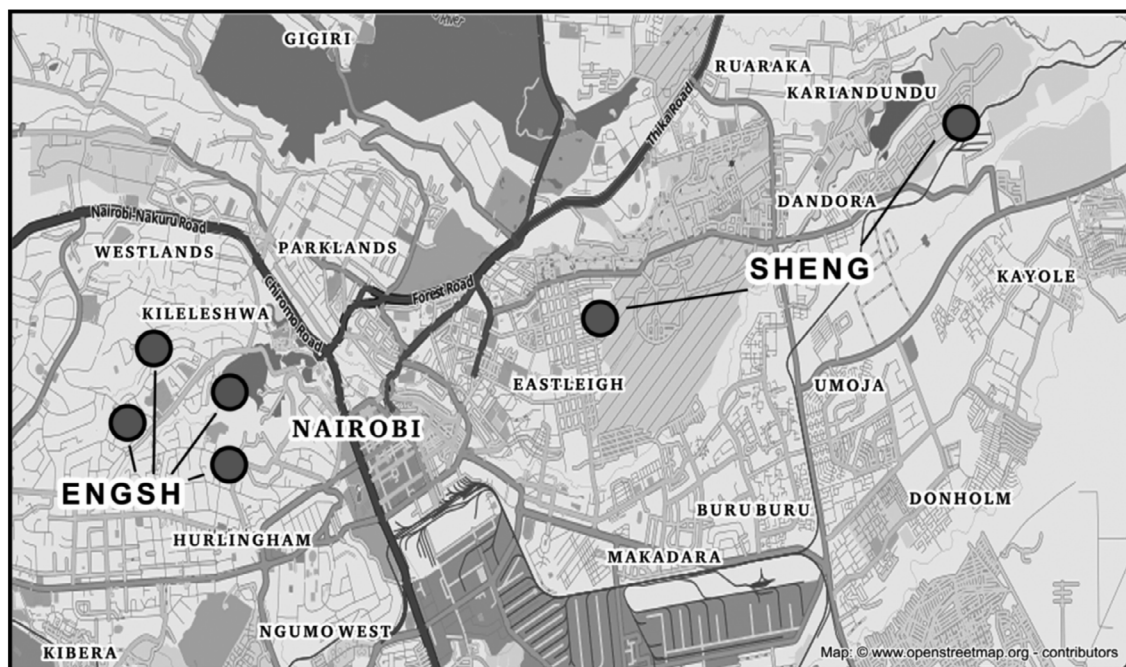 GIGIRI
RUARAKA
KARIANDUNDU
Thika Road
DANDORA
Nairobi-Nakuru Road
WESTLANDS
PARKLANDS
SHENG
KAYOLE
Forest Road
Chiromo Road
KILELESHWA
EASTLEIGH
UMOJA
NAIROBI
ENGSH
BURU BURU
DONHOLM
HURLINGHAM
MAKADARA
NGUMO WEST
KIBERA
Map: © www.openstreetmap.org - contributors